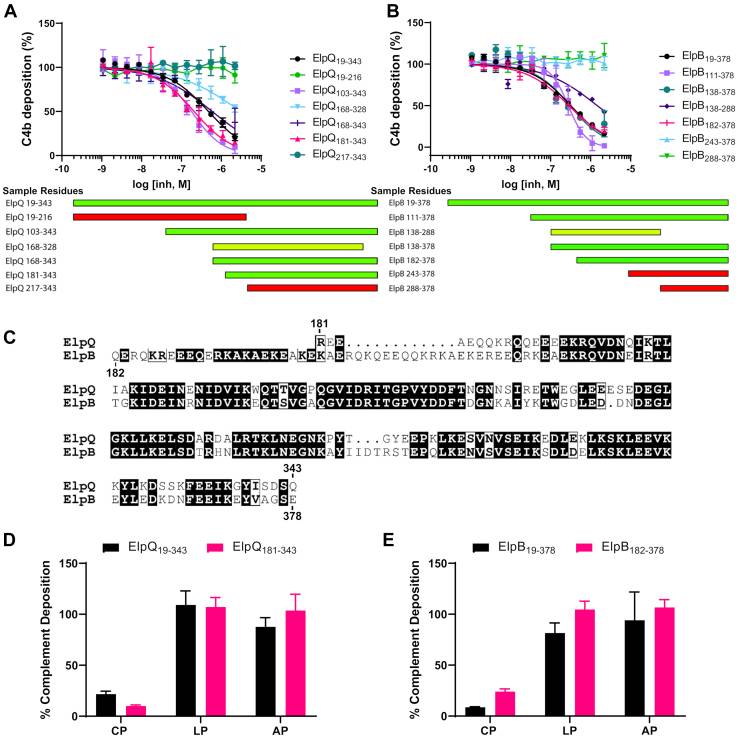 A
C4b deposition (%)
150
100
50
0
-10 -9 -8 -7 -6 -5
log [inh, M]
ElpQ19-343
ElpQ19-216
ElpQ103-343
ElpQ168-328
ElpQ168-343
ElpQ181-343
ElpQ217-343
B
C4b deposition (%)
150
100
50
0
-10 -9 -8 -7 -6 -5
log [inh, M]
ElpB19-378
ElpB111-378
ElpB138-378
ElpB138-288
ElpB182-378
ElpB243-378
ElpB288-378
Sample Residues
ElpQ 19-343
ElpQ 19-216
ElpQ 103-343
ElpQ 168-328
ElpQ 168-343
ElpQ 181-343
ElpQ 217-343
Sample Residues
ElpB 19-378
ElpB 111-378
ElpB 138-288
ElpB 138-378
ElpB 182-378
ElpB 243-378
ElpB 288-378
C
181
ElpQ REE............AEQQKRQQEEEKRQVDNQIKTL
ElpB QERQKREEEQERKAKAEKEAKEKAERQKQEEQQKRKAEKEREEQRKEAEKRQVDNQIKTL
182
ElpQ IAKIDEINENIDVIKWQTTVGPQGVIDRITGPVYDDFTNGNNSIRETWEGLEEESEDEGL
ElpB TGKIDEINRNIDVIKEQTSVGAQGVIDRITGPVYDDFTDGNKAIYKTWGDLED.DNDEGL
ElpQ GKLLKELSDARDALRTKLNEGNKPYT...GYEEPKLKESVNVSEIKEDLEKLKSKLEEVK
ElpB GKLLKELSDTRHNLRTKLNEGNKAYIIDTRSTEPQLKENVSVSEIKSDLDELKSKLEEVK
343
ElpQ KYLKDSSKFEEIKGYISDSQ
ElpB EYLEDKDNFEEIKEYVAGSE
378
D
% Complement Deposition
150
100
50
0
ElpQ19-343
ElpQ181-343
CP LP AP
E
% Complement Deposition
150
100
50
0
ElpB19-378
ElpB182-378
CP LP AP